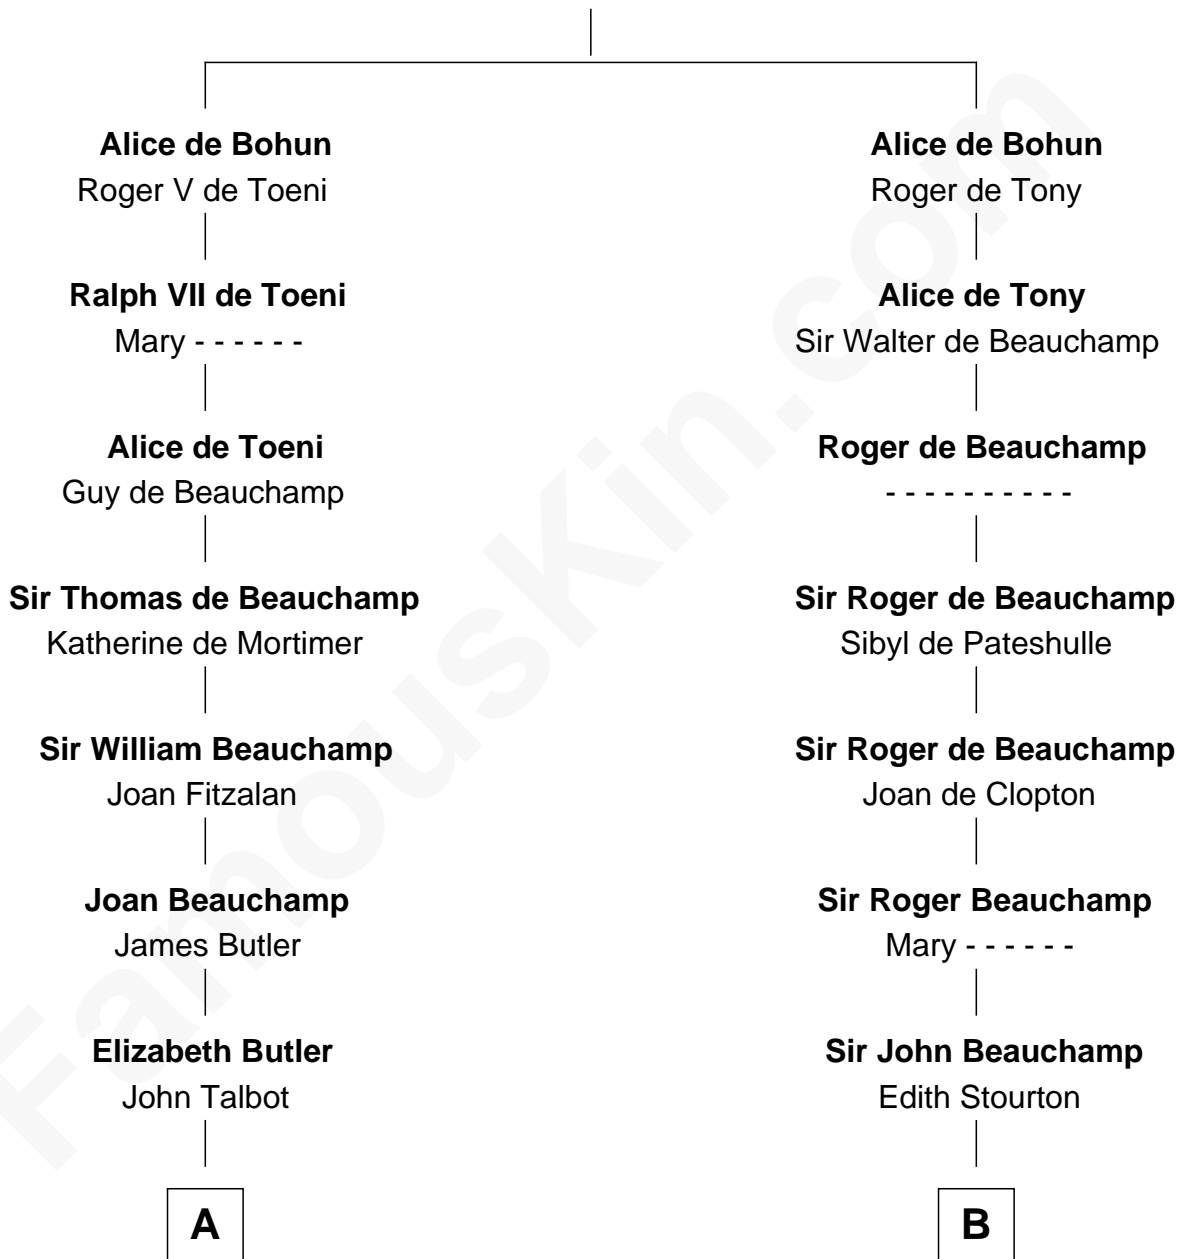 Alice de Bohun
Roger V de Toeni
Ralph VII de Toeni
Mary - - - - - -
Alice de Toeni
Guy de Beauchamp
Sir Thomas de Beauchamp
Katherine de Mortimer
Sir William Beauchamp
Joan Fitzalan
Joan Beauchamp
James Butler
Elizabeth Butler
John Talbot
A
Alice de Bohun
Roger de Tony
Alice de Tony
Sir Walter de Beauchamp
Roger de Beauchamp
- - - - - - - - - -
Sir Roger de Beauchamp
Sibyl de Pateshulle
Sir Roger de Beauchamp
Joan de Clopton
Sir Roger Beauchamp
Mary - - - - - -
Sir John Beauchamp
Edith Stourton
B
FamousKin.com